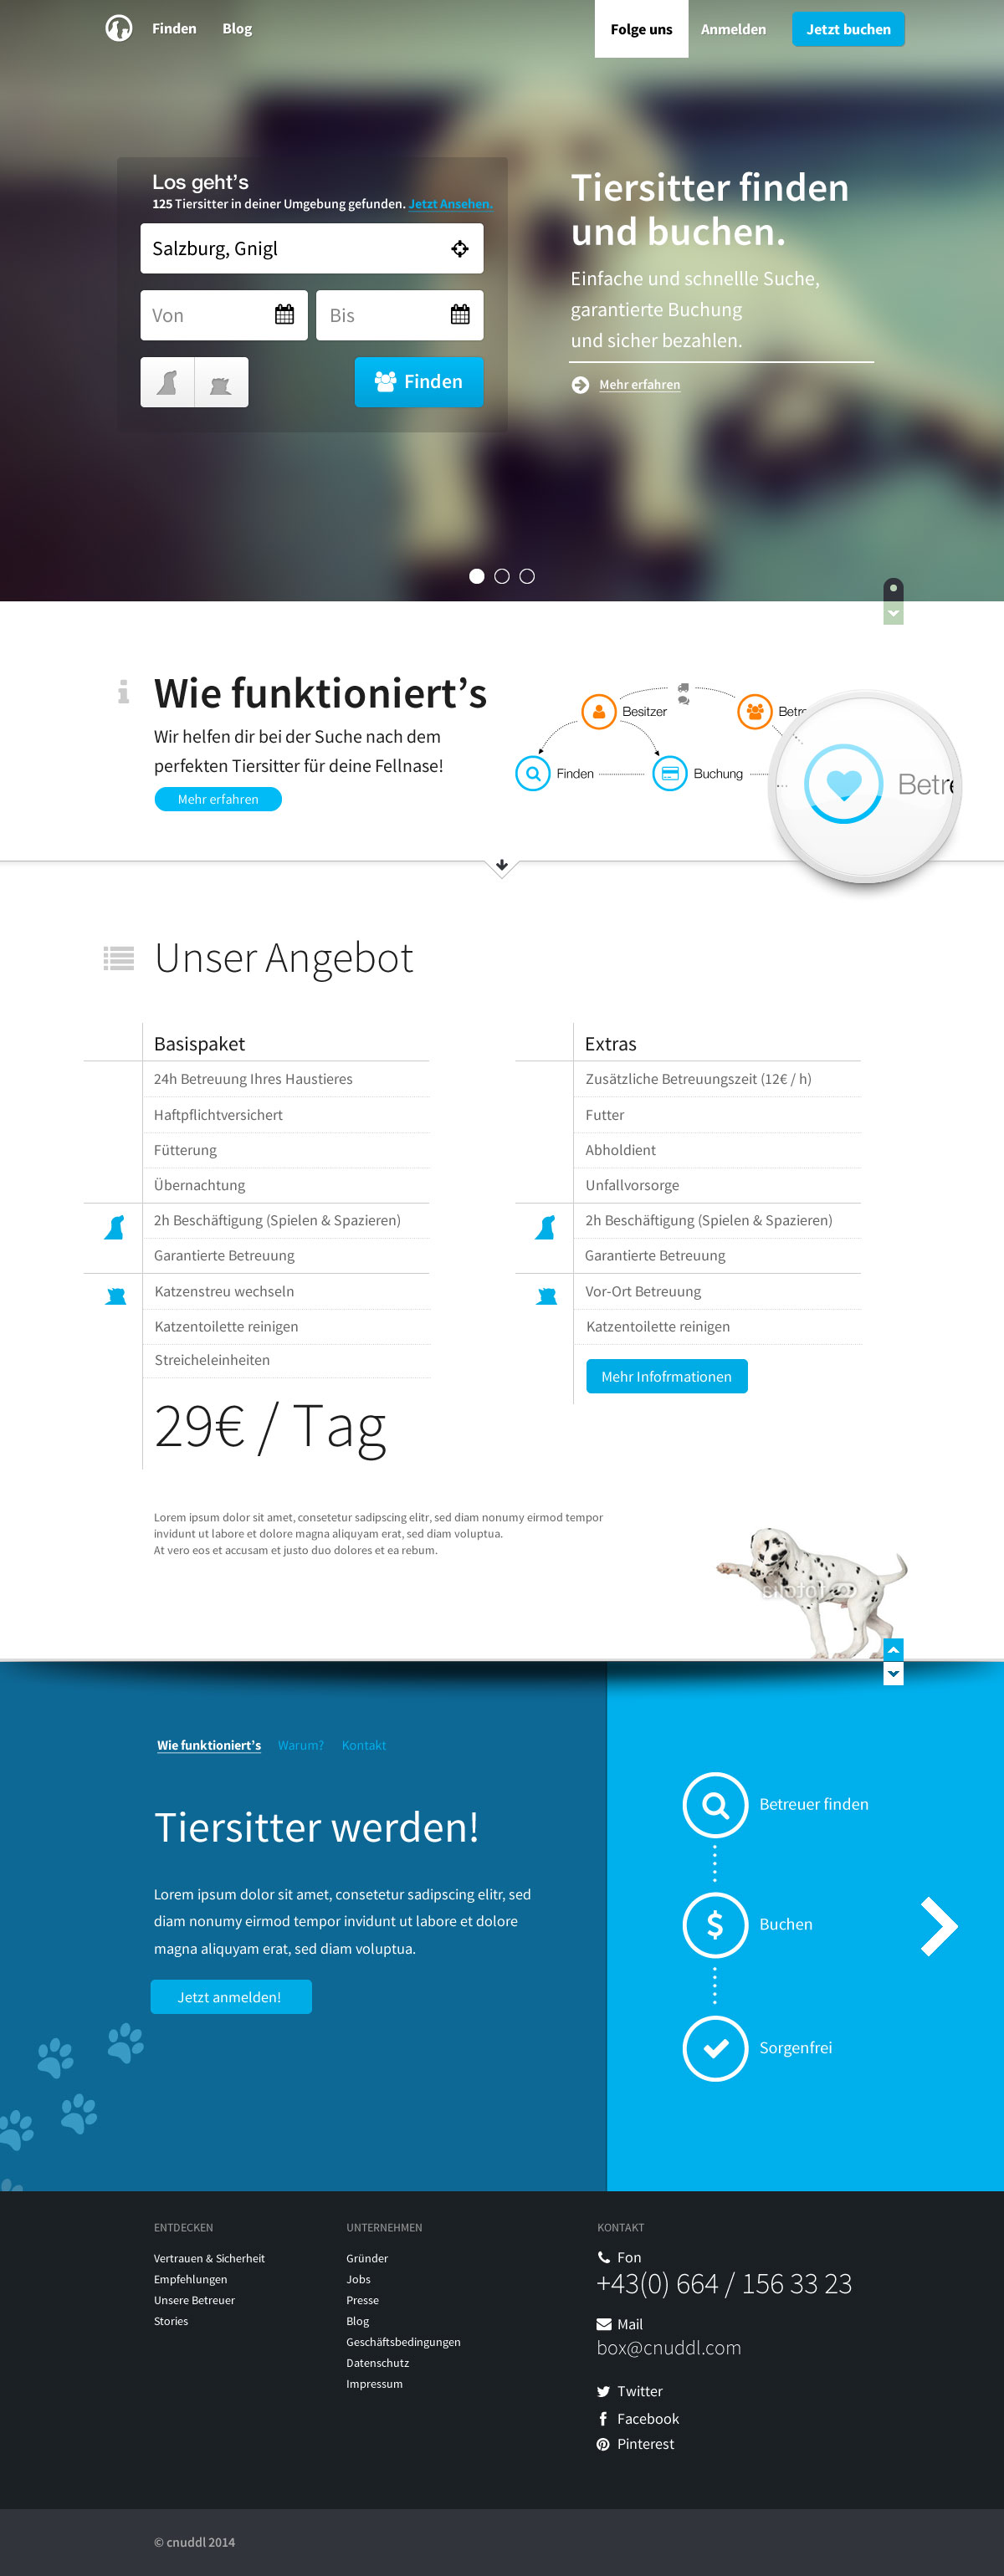 Finden
Blog
Folge uns
Anmelden
Jetzt buchen
Los geht’s
125 Tiersitter in deiner Umgebung gefunden. Jetzt Ansehen.
Salzburg, Gnigl
Von
Bis
Finden
Tiersitter finden
und buchen.
Einfache und schnellle Suche,
garantierte Buchung
und sicher bezahlen.
Mehr erfahren
Wie funktioniert’s
Wir helfen dir bei der Suche nach dem
perfekten Tiersitter für deine Fellnase!
Mehr erfahren
Besitzer
Betre
Finden
Buchung
Betre
Unser Angebot
Basispaket
24h Betreuung Ihres Haustieres
Haftpflichtversichert
Fütterung
Übernachtung
2h Beschäftigung (Spielen & Spazieren)
Garantierte Betreuung
Katzenstreu wechseln
Katzentoilette reinigen
Streicheleinheiten
29€ / Tag
Extras
Zusätzliche Betreuungszeit (12€ / h)
Futter
Abholdient
Unfallvorsorge
2h Beschäftigung (Spielen & Spazieren)
Garantierte Betreuung
Vor-Ort Betreuung
Katzentoilette reinigen
Mehr Infofrmationen
Lorem ipsum dolor sit amet, consetetur sadipscing elitr, sed diam nonumy eirmod tempor
invidunt ut labore et dolore magna aliquyam erat, sed diam voluptua.
At vero eos et accusam et justo duo dolores et ea rebum.
Wie funktioniert’s
Warum?
Kontakt
Tiersitter werden!
Lorem ipsum dolor sit amet, consetetur sadipscing elitr, sed
diam nonumy eirmod tempor invidunt ut labore et dolore
magna aliquyam erat, sed diam voluptua.
Jetzt anmelden!
Betreuer finden
Buchen
Sorgenfrei
ENTDECKEN
Vertrauen & Sicherheit
Empfehlungen
Unsere Betreuer
Stories
UNTERNEHMEN
Gründer
Jobs
Presse
Blog
Geschäftsbedingungen
Datenschutz
Impressum
KONTAKT
Fon
+43(0) 664 / 156 33 23
Mail
box@cnuddl.com
Twitter
Facebook
Pinterest
© cnuddl 2014